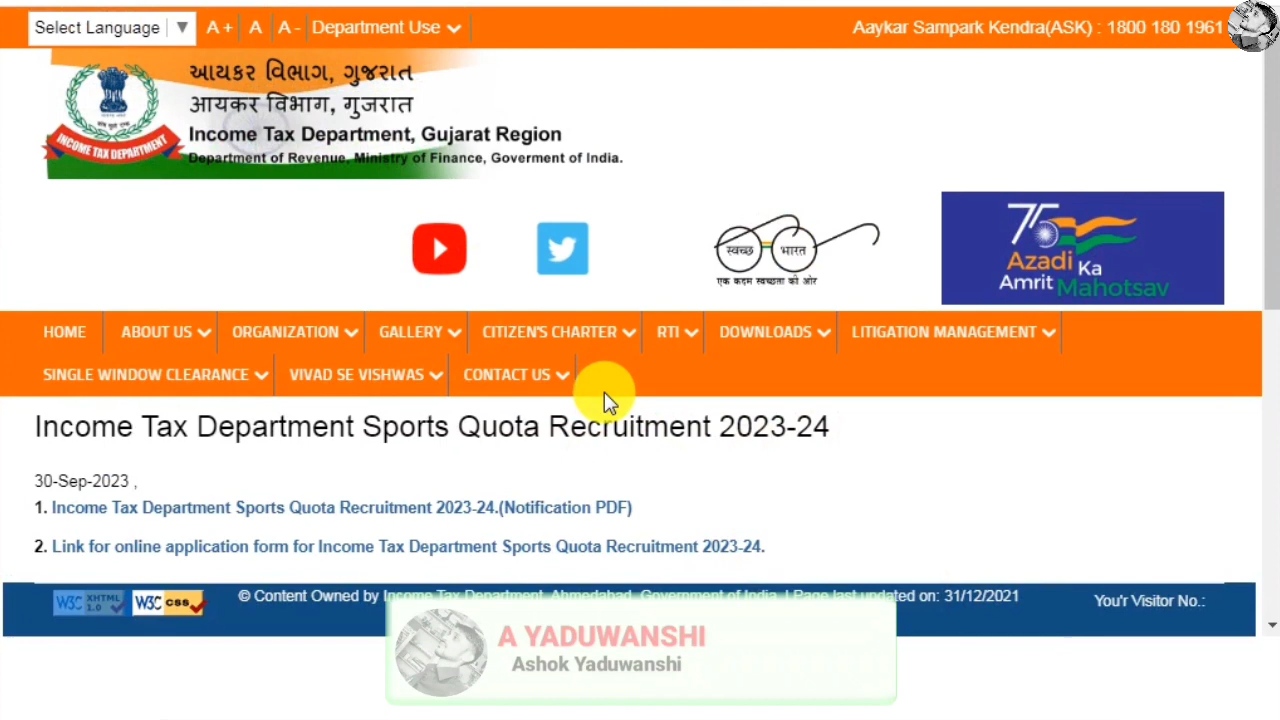 Select Language ▼ A + A A - Department Use Aaykar Sampark Kendra(ASK) : 1800 180 1961
આયકર વિભાગ, ગુજરાત
आयकर विभाग, गुजरात
Income Tax Department, Gujarat Region
Department of Revenue, Ministry of Finance, Goverment of India.
INCOME TAX DEPARTMENT
स्वच्छ भारत
एक कदम स्वच्छता की ओर
75
Azadi Ka
Amrit Mahotsav
HOME ABOUT US ORGANIZATION GALLERY CITIZEN'S CHARTER RTI DOWNLOADS LITIGATION MANAGEMENT
SINGLE WINDOW CLEARANCE VIVAD SE VISHWAS CONTACT US
Income Tax Department Sports Quota Recruitment 2023-24
30-Sep-2023 ,
1. Income Tax Department Sports Quota Recruitment 2023-24.(Notification PDF)
2. Link for online application form for Income Tax Department Sports Quota Recruitment 2023-24.
W3C XHTML 1.0 W3C css © Content Owned by Income Tax Department, Ahmedabad, Government of India. | Page last updated on: 31/12/2021 You'r Visitor No.:
A YADUWANSHI
Ashok Yaduwanshi